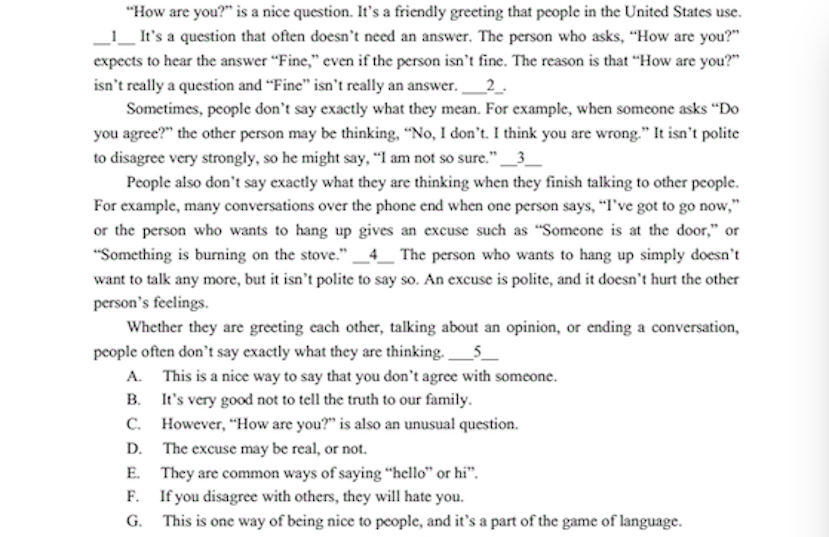 "How are you?" is a nice question. It's a friendly greeting that people in the United States use.
__1__ It's a question that often doesn't need an answer. The person who asks, "How are you?"
expects to hear the answer "Fine," even if the person isn't fine. The reason is that "How are you?"
isn't really a question and "Fine" isn't really an answer. ___2_.
Sometimes, people don't say exactly what they mean. For example, when someone asks "Do
you agree?" the other person may be thinking, "No, I don't. I think you are wrong." It isn't polite
to disagree very strongly, so he might say, "I am not so sure." __3__
People also don't say exactly what they are thinking when they finish talking to other people.
For example, many conversations over the phone end when one person says, "I've got to go now,"
or the person who wants to hang up gives an excuse such as "Someone is at the door," or
"Something is burning on the stove." __4__ The person who wants to hang up simply doesn't
want to talk any more, but it isn't polite to say so. An excuse is polite, and it doesn't hurt the other
person's feelings.
Whether they are greeting each other, talking about an opinion, or ending a conversation,
people often don't say exactly what they are thinking. ___5__
A. This is a nice way to say that you don't agree with someone.
B. It's very good not to tell the truth to our family.
C. However, "How are you?" is also an unusual question.
D. The excuse may be real, or not.
E. They are common ways of saying "hello" or hi".
F. If you disagree with others, they will hate you.
G. This is one way of being nice to people, and it's a part of the game of language.